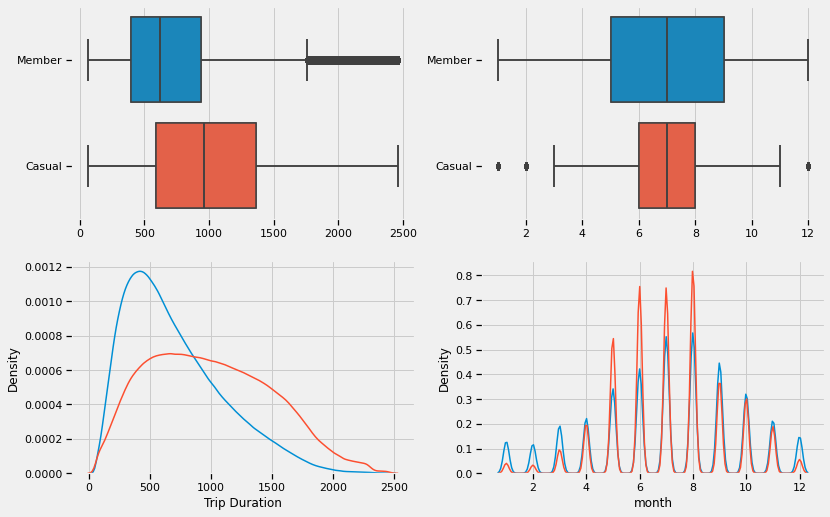 Member
Casual
0 500 1000 1500 2000 2500
Member
Casual
2 4 6 8 10 12
0.0012
0.0010
0.0008
0.0006
0.0004
0.0002
0.0000
Density
0 500 1000 1500 2000 2500
Trip Duration
0.8
0.7
0.6
0.5
0.4
0.3
0.2
0.1
0.0
Density
2 4 6 8 10 12
month